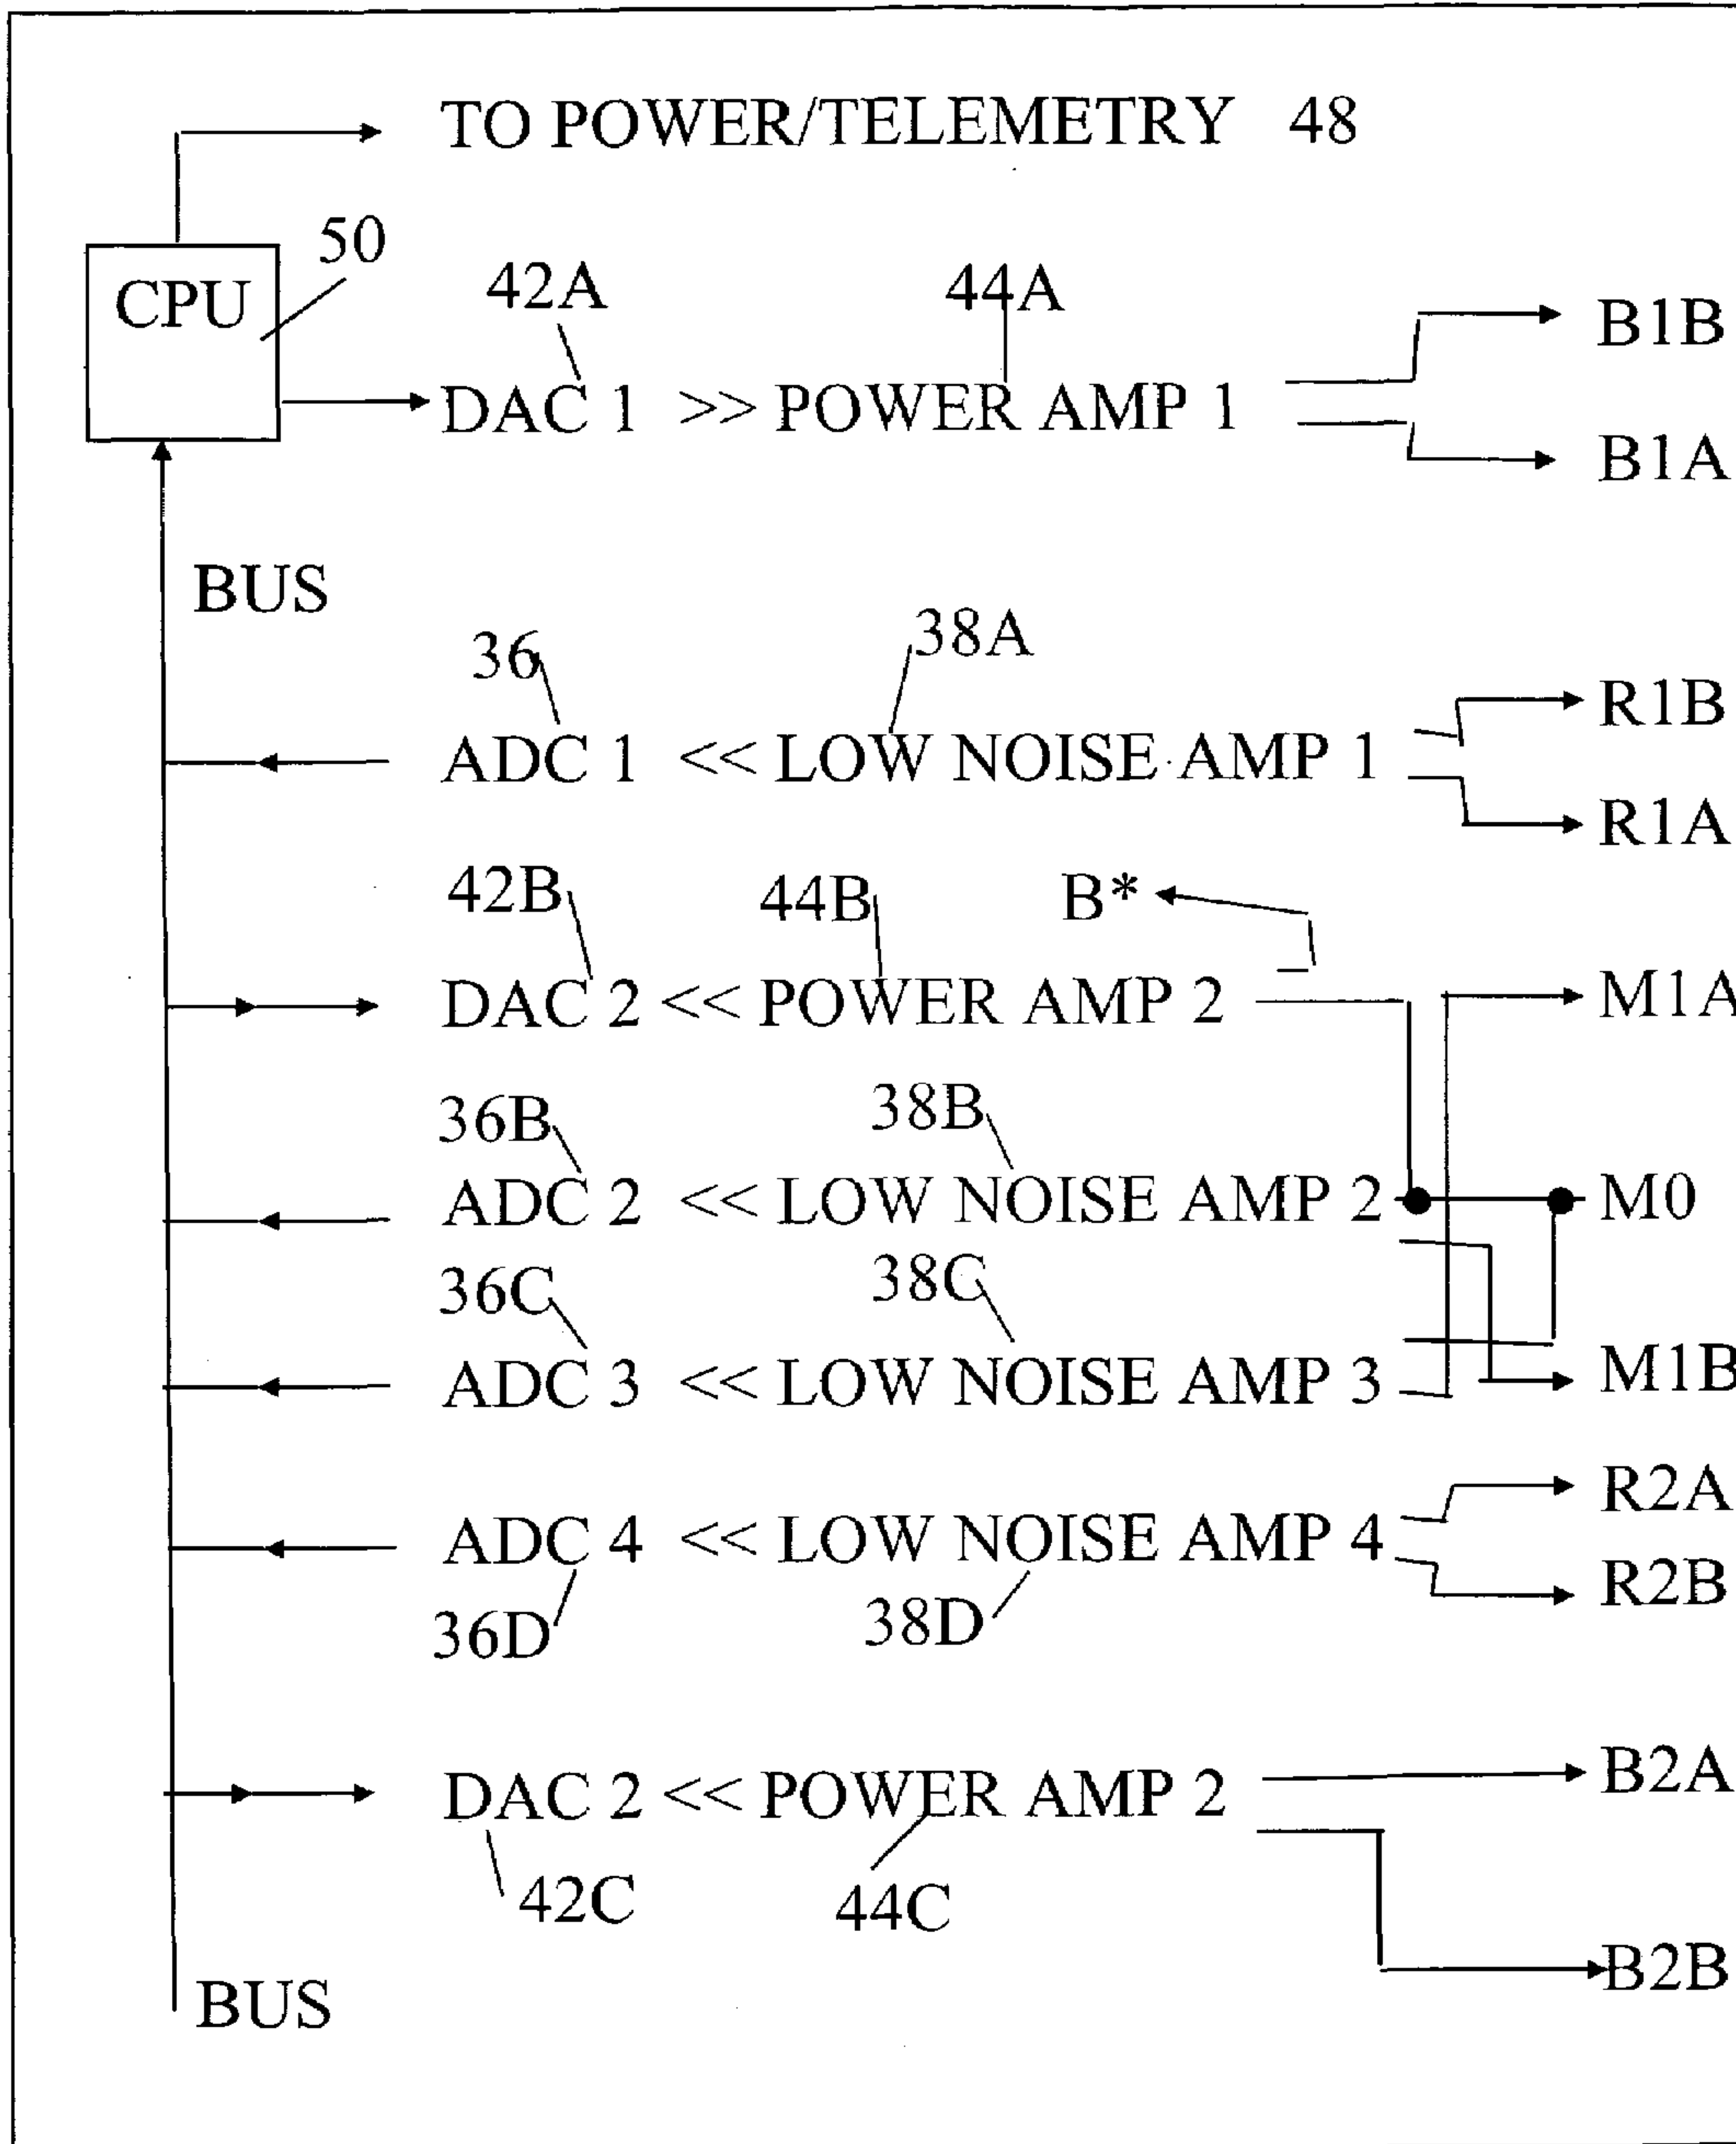 TO POWER/TELEMETRY 48
50
CPU
42A 44A
B1B
DAC 1 >> POWER AMP 1
B1A
BUS
36 38A
R1B
ADC 1 << LOW NOISE AMP 1
R1A
42B 44B B*
DAC 2 << POWER AMP 2 M1A
36B 38B
ADC 2 << LOW NOISE AMP 2 M0
36C 38C
ADC 3 << LOW NOISE AMP 3 M1B
R2A
ADC 4 << LOW NOISE AMP 4
R2B
36D 38D
B2A
DAC 2 << POWER AMP 2
42C 44C
B2B
BUS